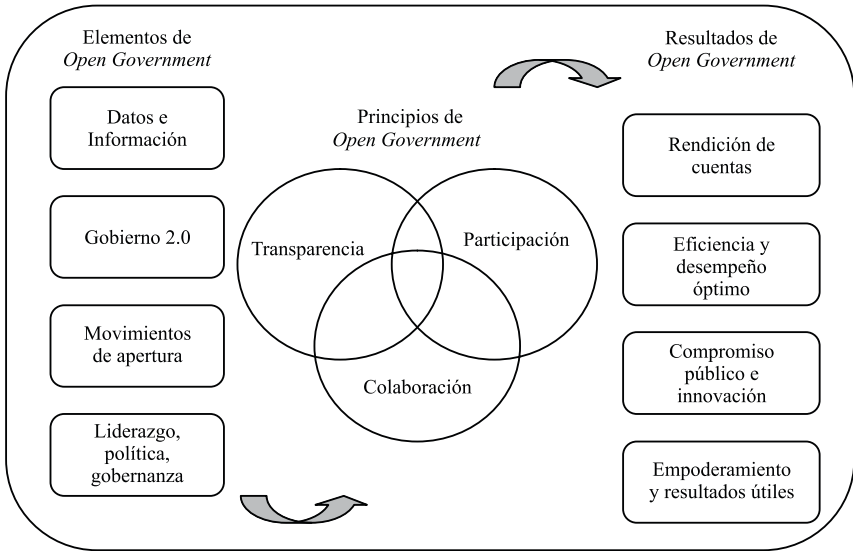 Elementos de
Open Government
Datos e
Información
Gobierno 2.0
Movimientos
de apertura
Liderazgo,
política,
gobernanza
Principios de
Open Government
Transparencia
Participación
Colaboración
Resultados de
Open Government
Rendición de
cuentas
Eficiencia y
desempeño
óptimo
Compromiso
público e
innovación
Empoderamiento
y resultados útiles